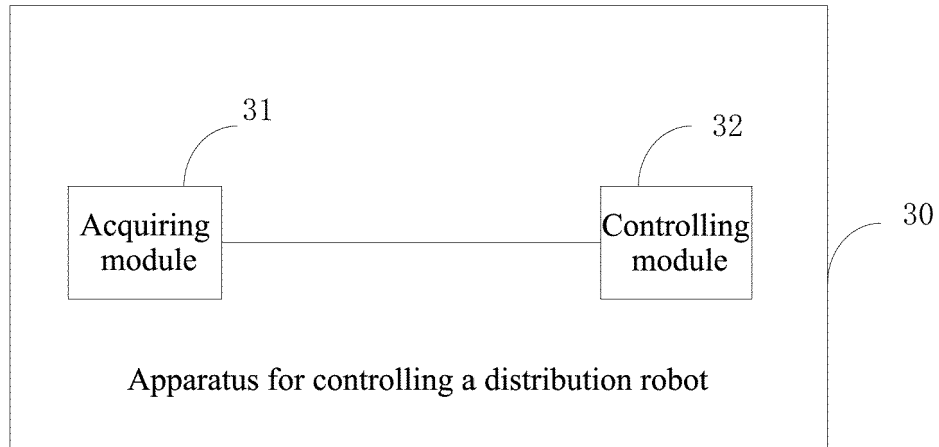 31
32
Acquiring
module
Controlling
module
30
Apparatus for controlling a distribution robot